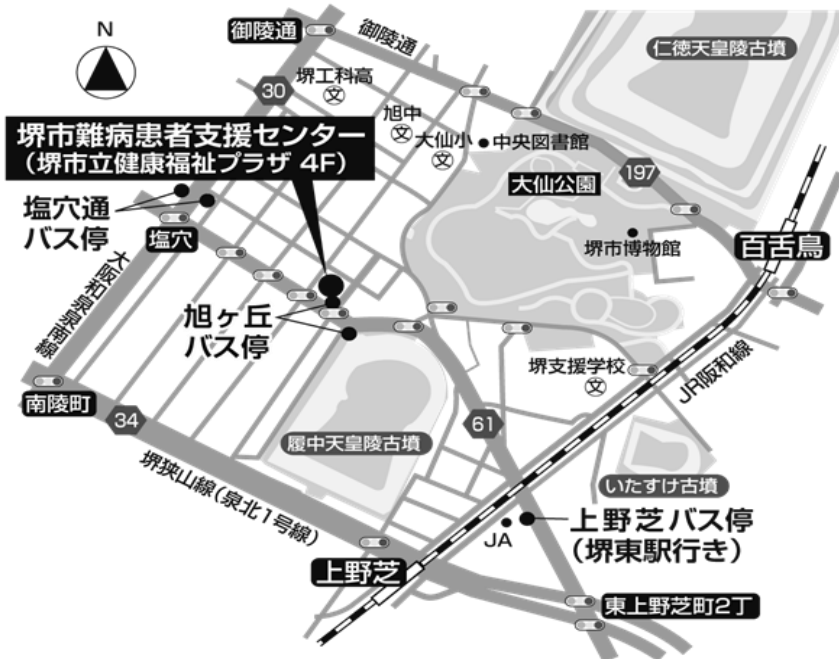 N
御陵通
御陵通
仁徳天皇陵古墳
30
堺工科高
文
旭中
文
大仙小
文
中央図書館
堺市難病患者支援センター
(堺市立健康福祉プラザ 4F)
197
大仙公園
塩穴通
バス停
塩穴
堺市博物館
百舌鳥
大阪和泉泉南線
旭ヶ丘
バス停
堺支援学校
文
JR阪和線
南陵町
34
履中天皇陵古墳
61
いたすけ古墳
堺狭山線(泉北1号線)
上野芝バス停
(堺東駅行き)
JA
上野芝
東上野芝町2丁